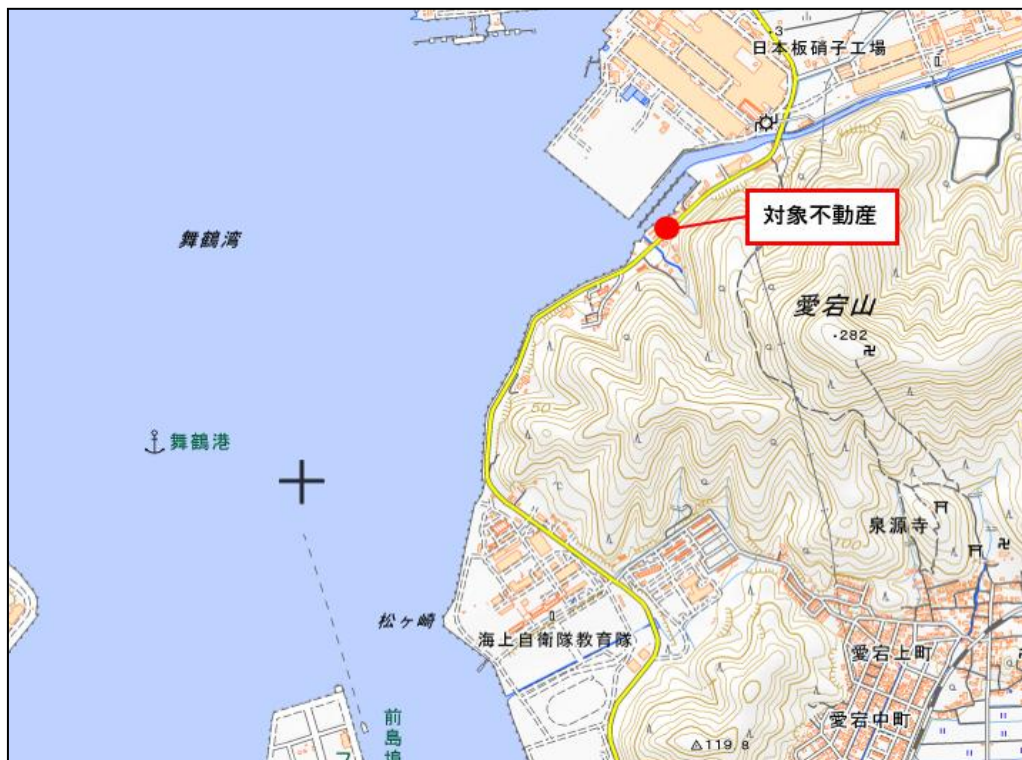 3
日本板硝子工場
対象不動産
舞鶴湾
愛宕山
282
舞鶴港
50
泉源寺
100
松ヶ崎
海上自衛隊教育隊
愛宕上町
愛宕中町
前島埠
フ
119.8